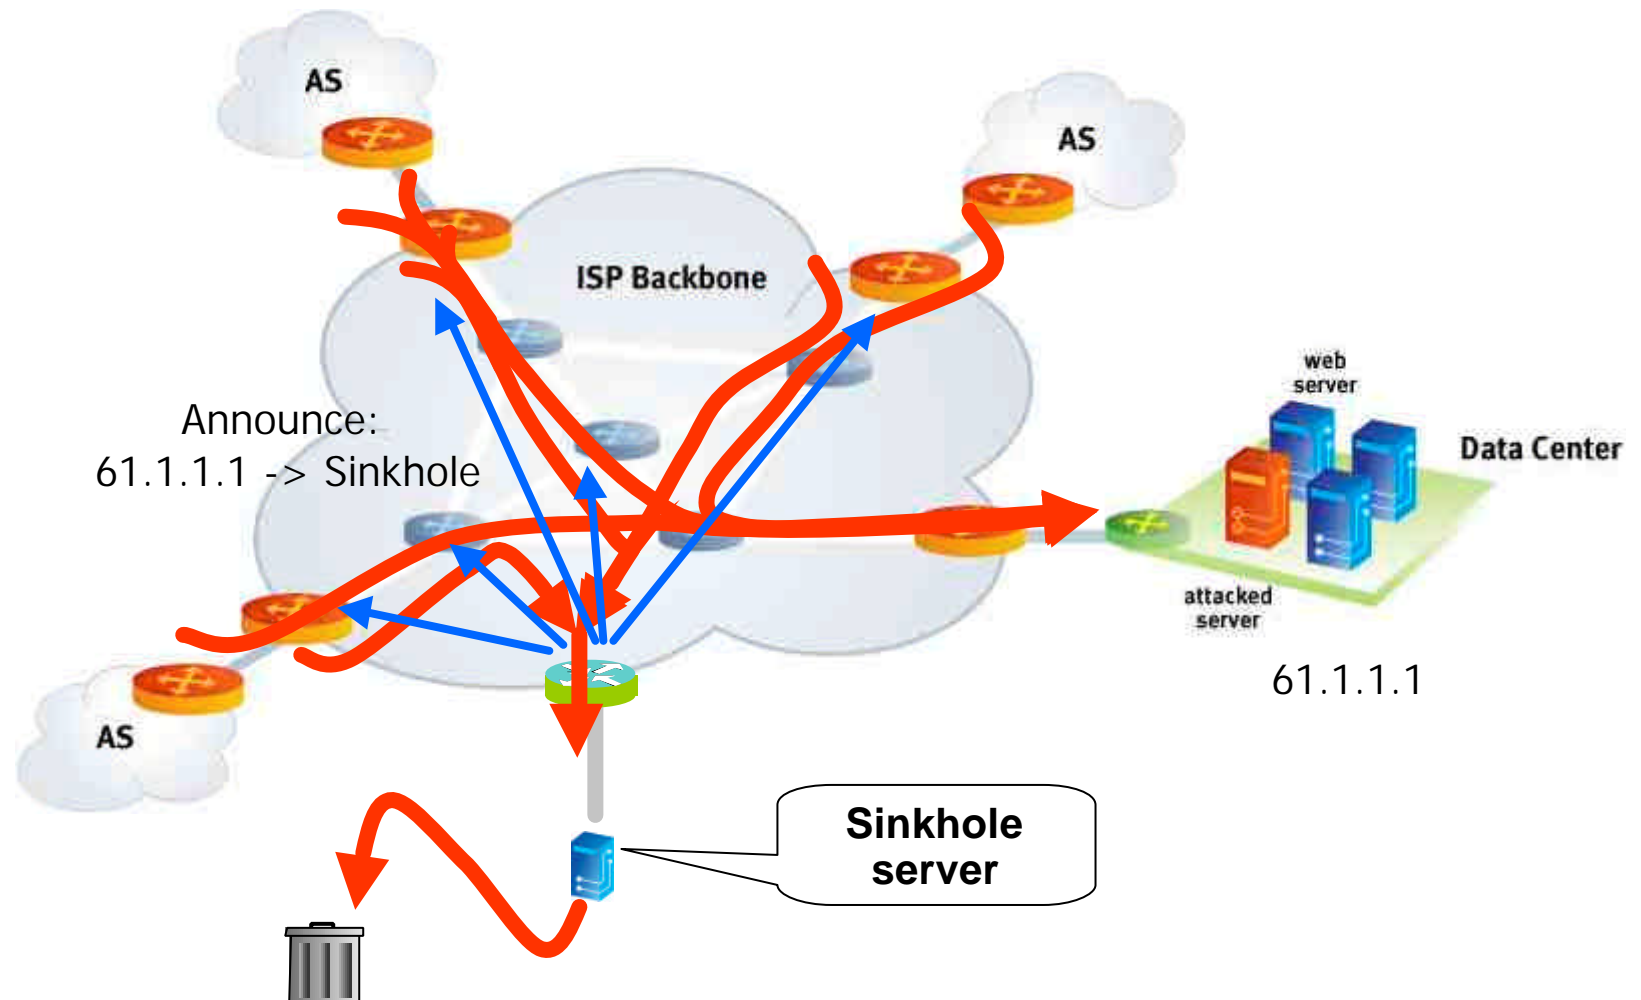 AS
AS
ISP Backbone
web
server
Announce:
61.1.1.1 -> Sinkhole
Data Center
attacked
server
61.1.1.1
AS
Sinkhole
server